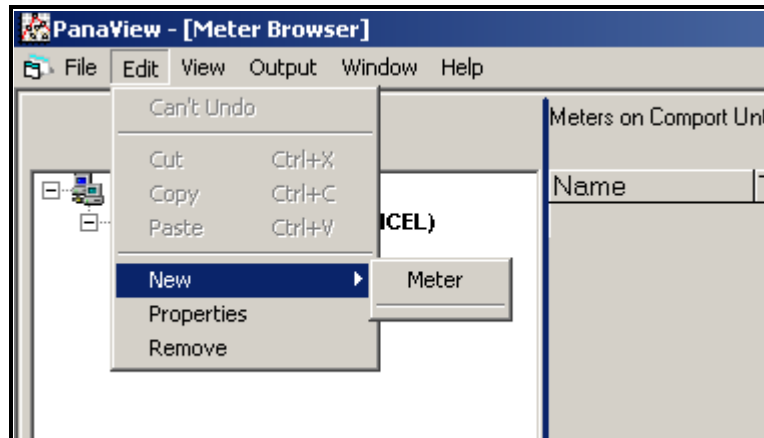 PanaView - [Meter Browser]
File Edit View Output Window Help
Can't Undo
Cut Ctrl+X
Copy Ctrl+C
Paste Ctrl+V
New
Meter
Properties
Remove
ICEL)
Meters on Comport
Name